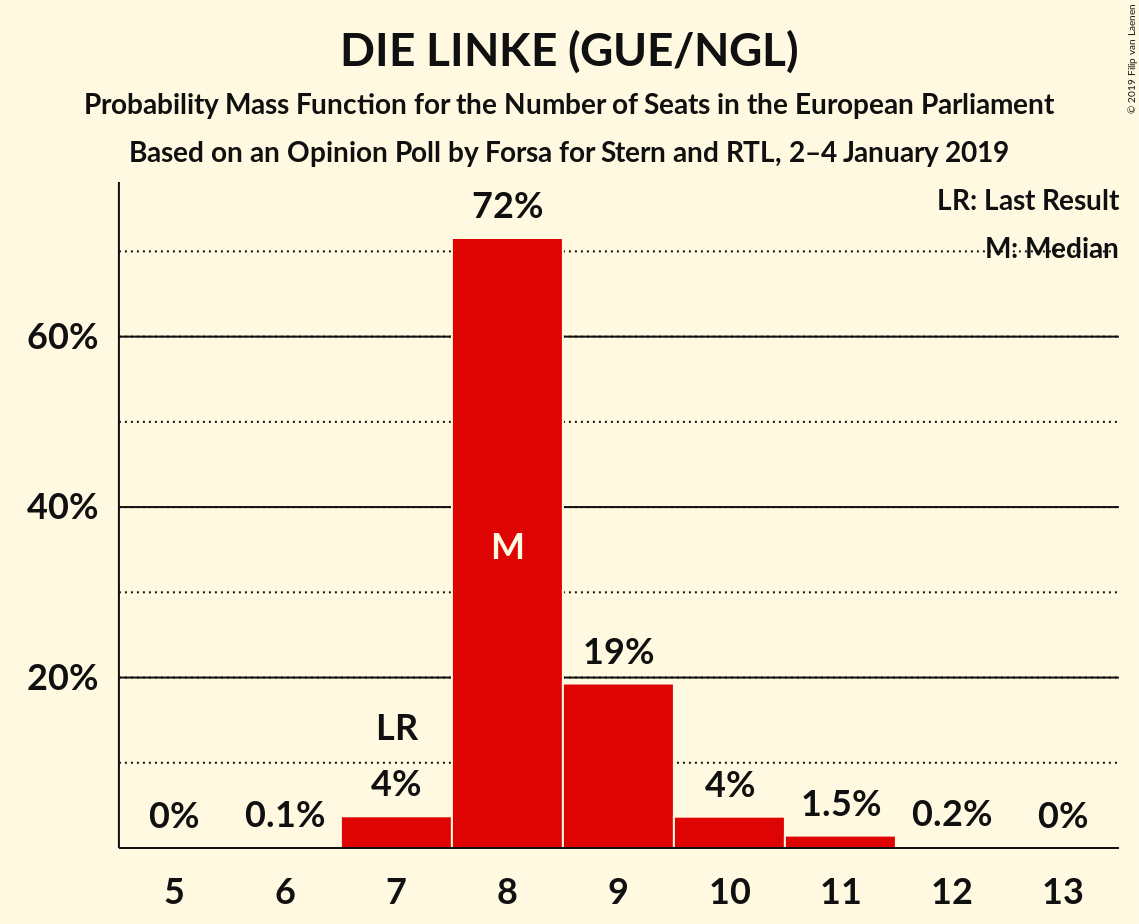 DIE LINKE (GUE/NGL)
Probability Mass Function for the Number of Seats in the European Parliament
Based on an Opinion Poll by Forsa for Stern and RTL, 2–4 January 2019
© 2019 Filip van Laenen
LR: Last Result
M: Median
72%
60%
40%
M
19%
20%
LR
4%
0%
0.1%
4%
1.5%
0.2%
0%
5 6 7 8 9 10 11 12 13